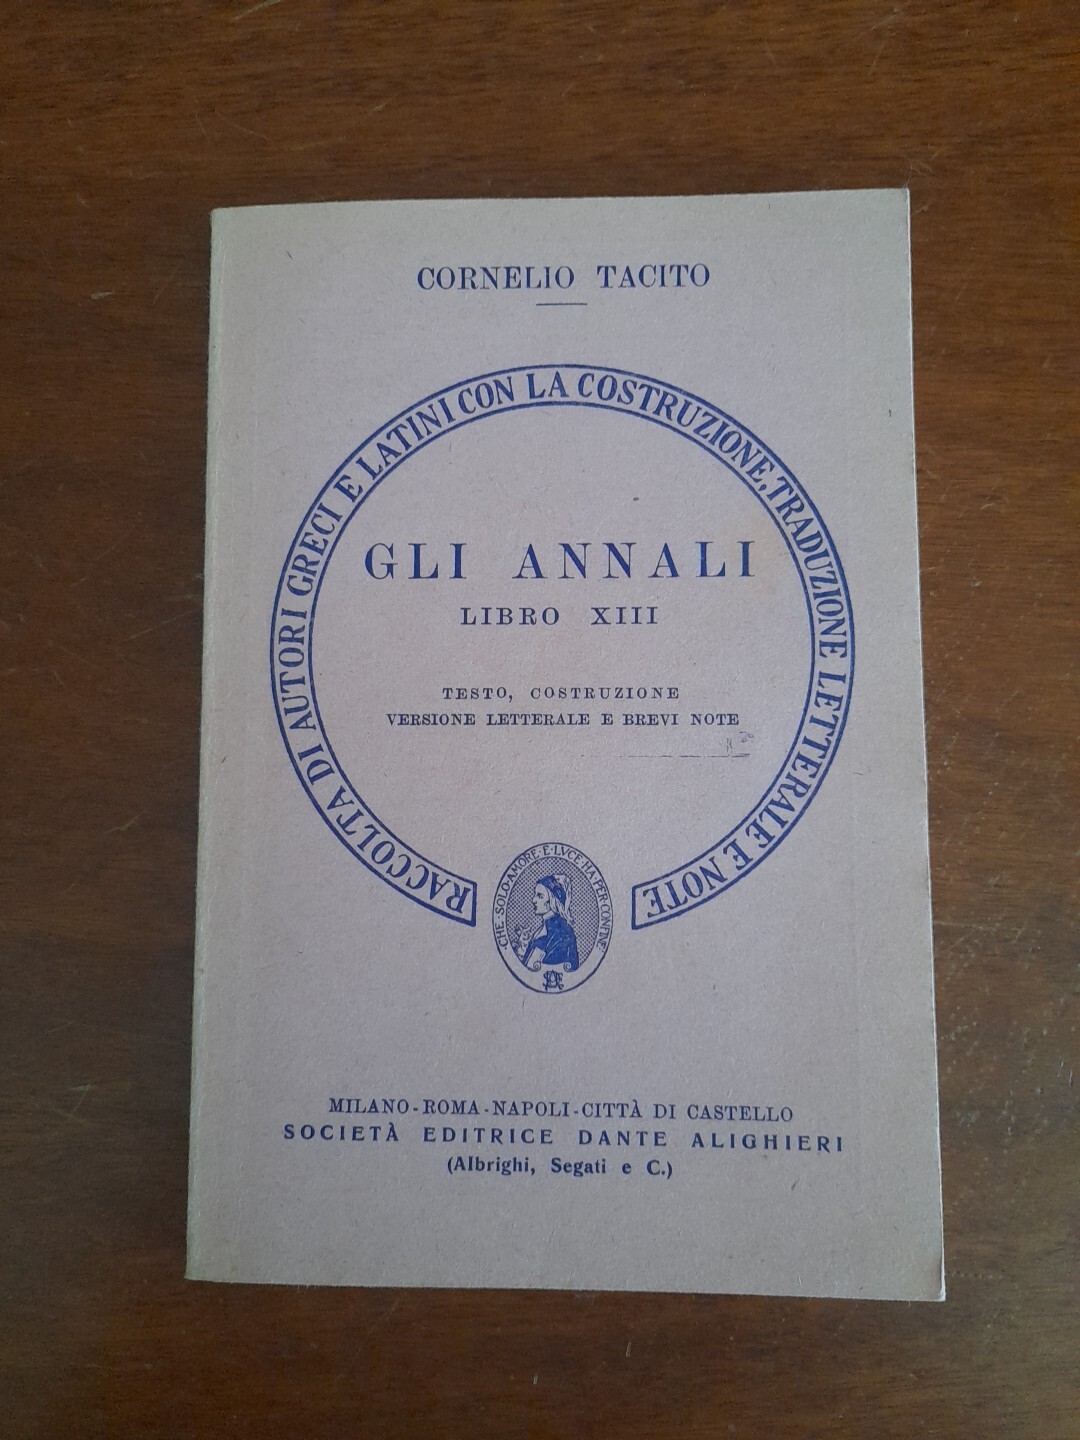 CORNELIO TACITO
RACCOLTA DI AUTORI GRECI E LATINI CON LA COSTRUZIONE, TRADUZIONE LETTERALE E NOTE
GLI ANNALI
LIBRO XIII
TESTO, COSTRUZIONE
VERSIONE LETTERALE E BREVI NOTE
·CHE·SOLO·AMORE·E·LVCE·HA·PER·CONFINE·
MILANO-ROMA-NAPOLI-CITTÀ DI CASTELLO
SOCIETÀ EDITRICE DANTE ALIGHIERI
(Albrighi, Segati e C.)